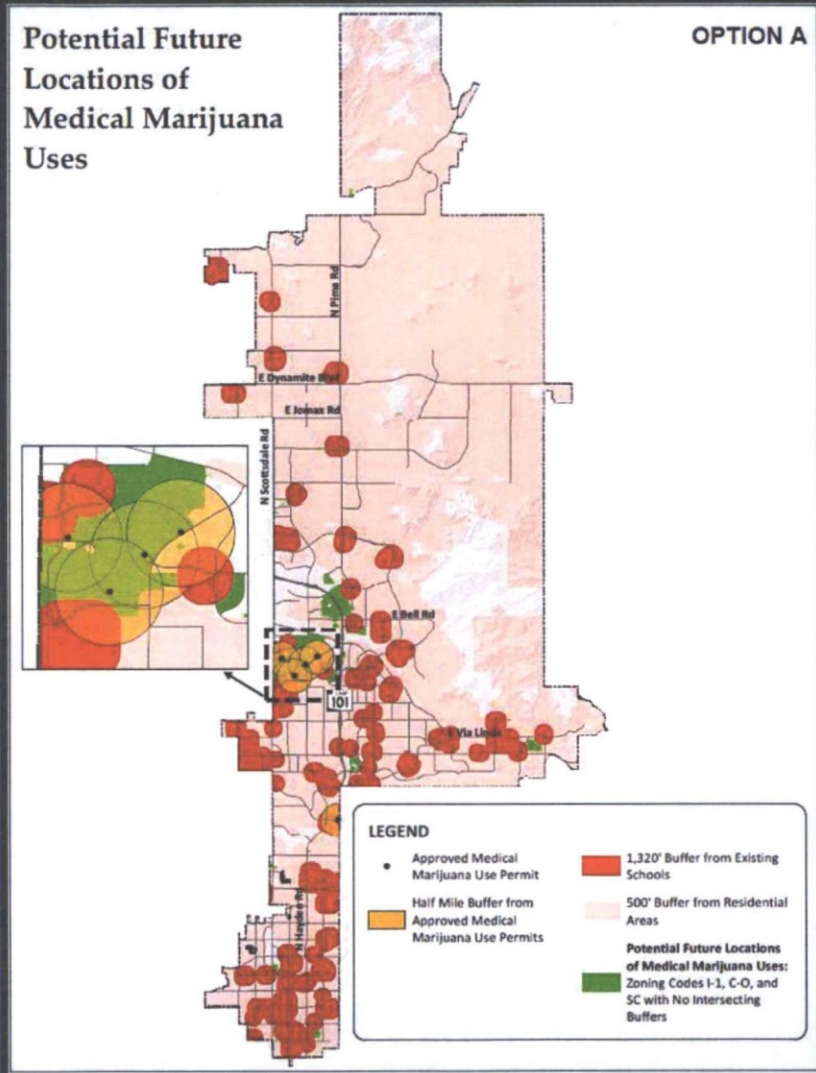 Potential Future
Locations of
Medical Marijuana
Uses
OPTION A
N Pima Rd
E Dynamite Blvd
E Jomax Rd
N Scottsdale Rd
E Bell Rd
101
E Via Linda
N Hayden Rd
LEGEND
Approved Medical
Marijuana Use Permit
Half Mile Buffer from
Approved Medical
Marijuana Use Permits
1,320' Buffer from Existing
Schools
500' Buffer from Residential
Areas
Potential Future Locations
of Medical Marijuana Uses:
Zoning Codes I-1, C-O, and
SC with No Intersecting
Buffers